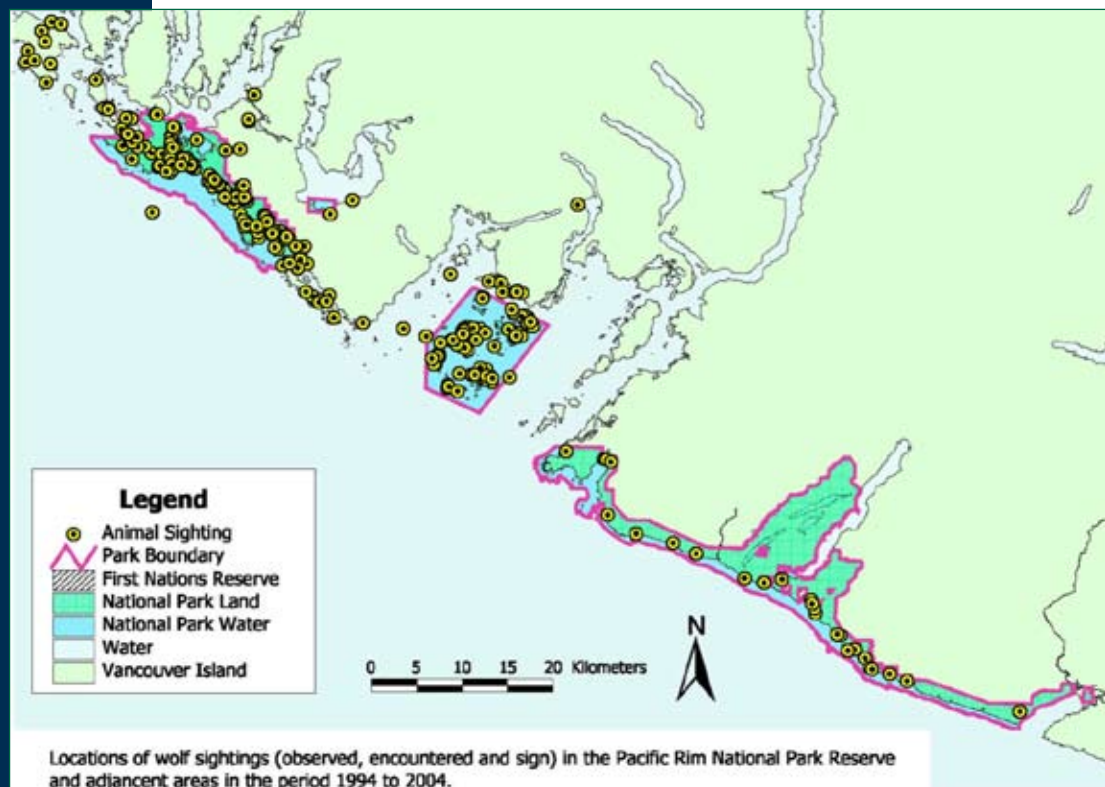 Legend
Animal Sighting
Park Boundary
First Nations Reserve
National Park Land
National Park Water
Water
Vancouver Island
N
0 5 10 15 20 Kilometers
Locations of wolf sightings (observed, encountered and sign) in the Pacific Rim National Park Reserve
and adjancent areas in the period 1994 to 2004.